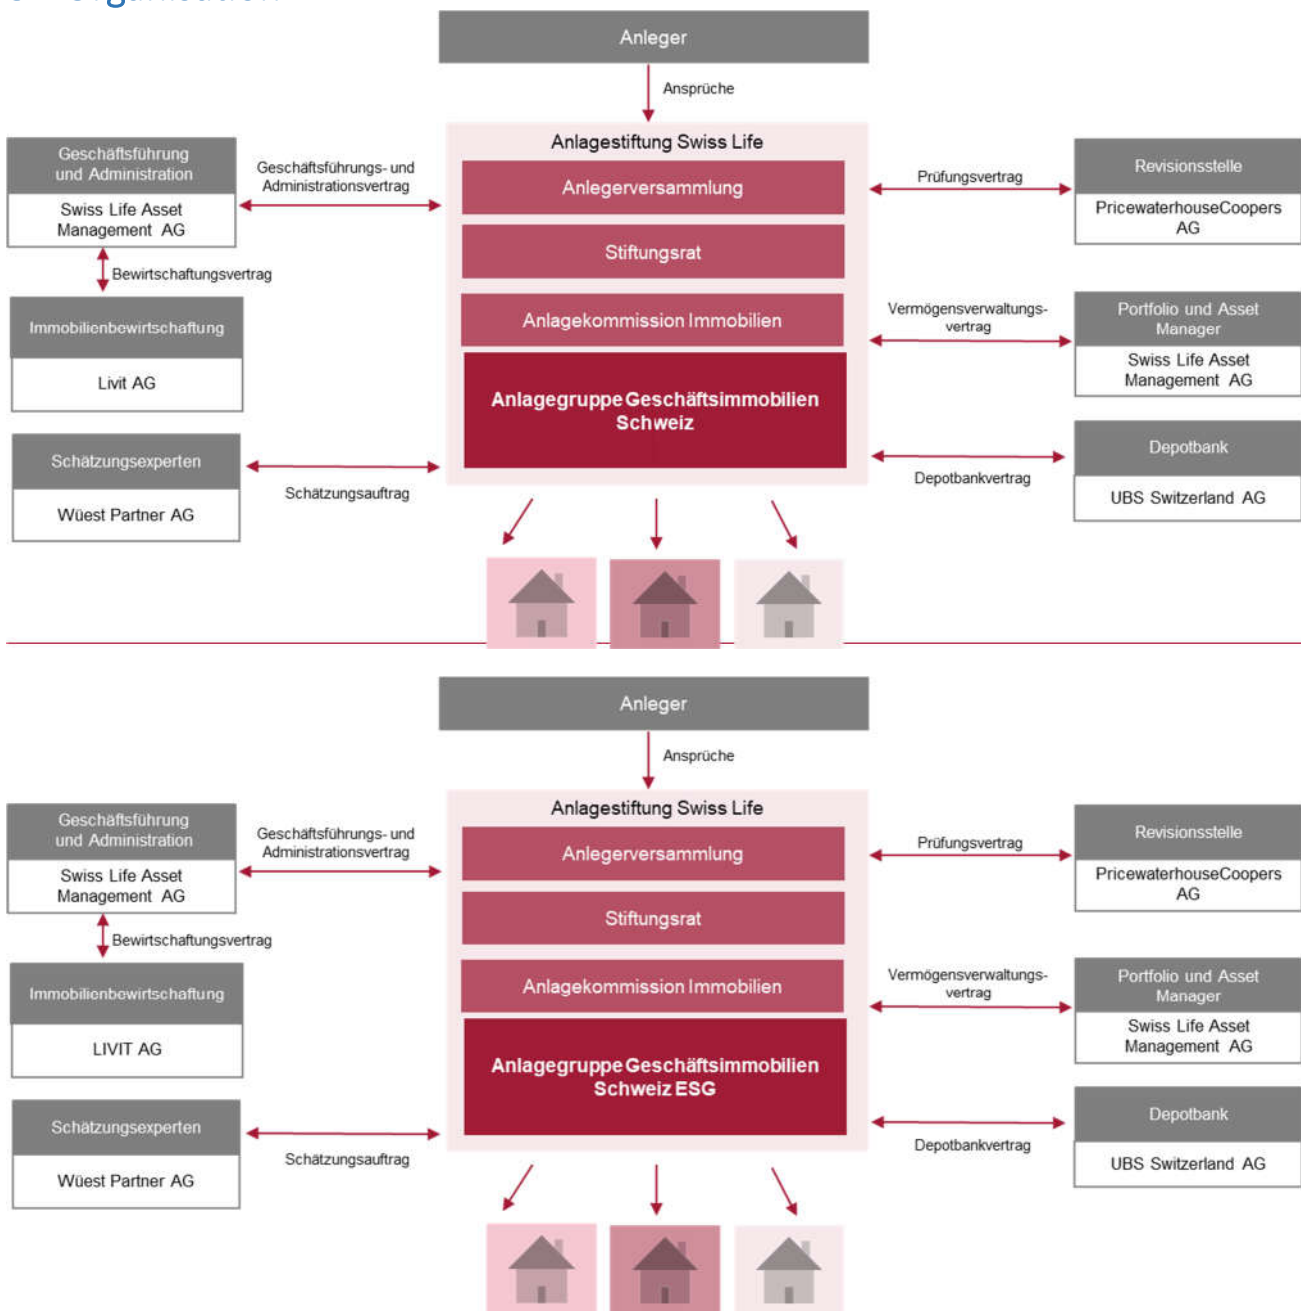 Anleger
Ansprüche
Anlagestiftung Swiss Life
Anlegerversammlung
Stiftungsrat
Anlagekommission Immobilien
Anlagegruppe Geschäftsimmobilien
Schweiz
Geschäftsführung
und Administration
Swiss Life Asset
Management AG
Geschäftsführungs- und
Administrationsvertrag
Bewirtschaftungsvertrag
Immobilienbewirtschaftung
Livit AG
Schätzungsexperten
Wüest Partner AG
Schätzungsauftrag
Prüfungsvertrag
Revisionsstelle
PricewaterhouseCoopers
AG
Vermögensverwaltungs-
vertrag
Portfolio und Asset
Manager
Swiss Life Asset
Management AG
Depotbankvertrag
Depotbank
UBS Switzerland AG
Anleger
Ansprüche
Anlagestiftung Swiss Life
Anlegerversammlung
Stiftungsrat
Anlagekommission Immobilien
Anlagegruppe Geschäftsimmobilien
Schweiz ESG
Geschäftsführung
und Administration
Swiss Life Asset
Management AG
Geschäftsführungs- und
Administrationsvertrag
Bewirtschaftungsvertrag
Immobilienbewirtschaftung
LIVIT AG
Schätzungsexperten
Wüest Partner AG
Schätzungsauftrag
Prüfungsvertrag
Revisionsstelle
PricewaterhouseCoopers
AG
Vermögensverwaltungs-
vertrag
Portfolio und Asset
Manager
Swiss Life Asset
Management AG
Depotbankvertrag
Depotbank
UBS Switzerland AG